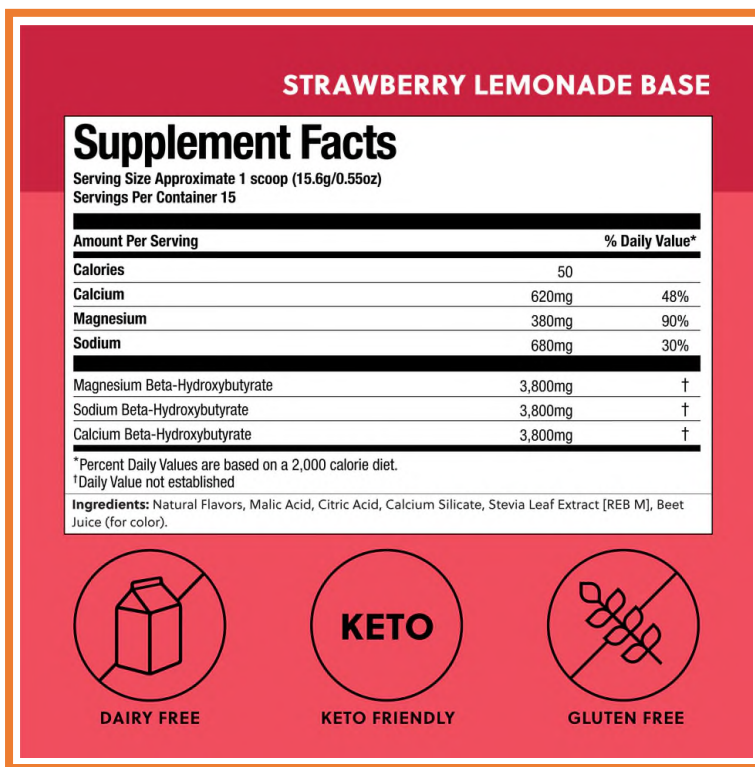 STRAWBERRY LEMONADE BASE
Supplement Facts
Serving Size Approximate 1 scoop (15.6g/0.55oz)
Servings Per Container 15
Amount Per Serving % Daily Value*
Calories 50
Calcium 620mg 48%
Magnesium 380mg 90%
Sodium 680mg 30%
Magnesium Beta-Hydroxybutyrate 3,800mg †
Sodium Beta-Hydroxybutyrate 3,800mg †
Calcium Beta-Hydroxybutyrate 3,800mg †
*Percent Daily Values are based on a 2,000 calorie diet.
†Daily Value not established
Ingredients: Natural Flavors, Malic Acid, Citric Acid, Calcium Silicate, Stevia Leaf Extract [REB M], Beet
Juice (for color).
KETO
DAIRY FREE KETO FRIENDLY GLUTEN FREE